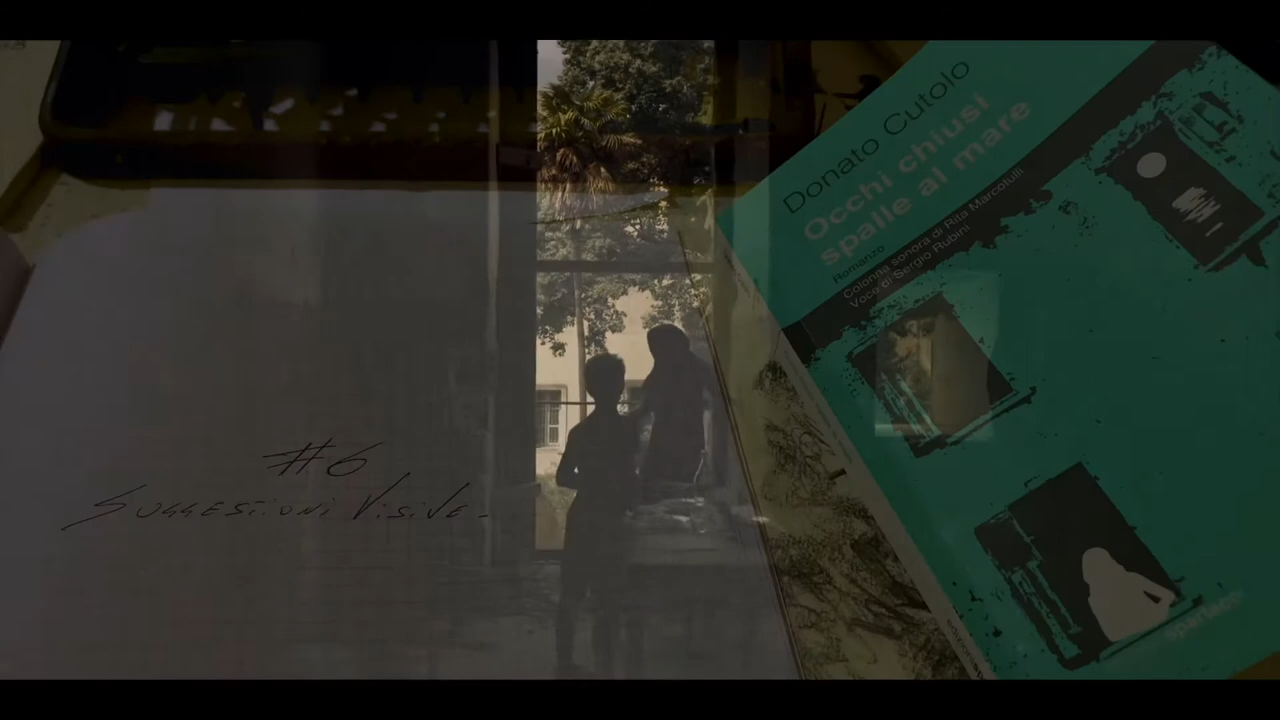 #6
SUGGESTIONI VISIVE.
Donato Cutolo
Occhi chiusi
spalle al mare
Romanzo
Colonna sonora di Rita Marcotulli
Voce di Sergio Rubini
spartaco